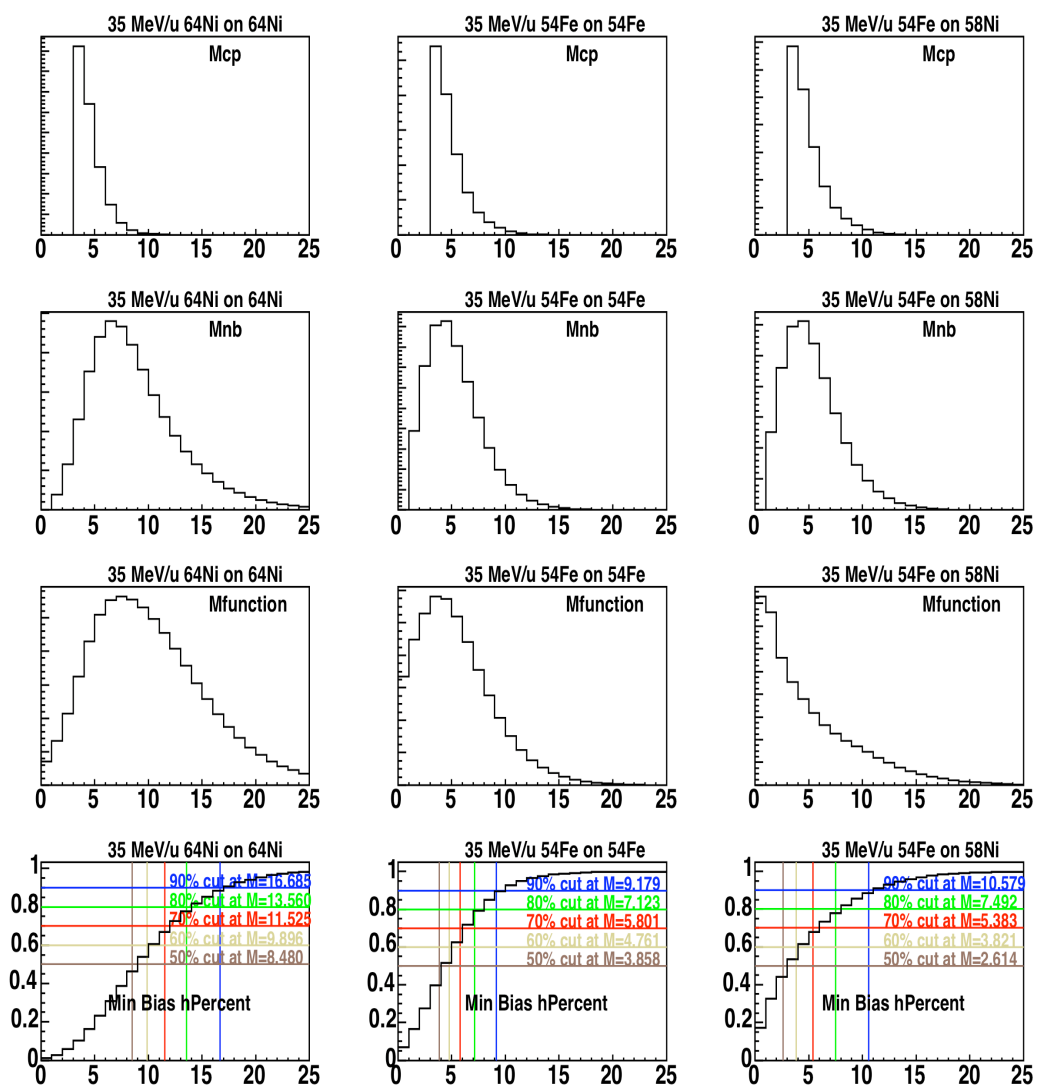 35 MeV/u 64Ni on 64Ni
35 MeV/u 54Fe on 54Fe
35 MeV/u 54Fe on 58Ni
Mcp
Mcp
Mcp
0 5 10 15 20 25
0 5 10 15 20 25
0 5 10 15 20 25
35 MeV/u 64Ni on 64Ni
35 MeV/u 54Fe on 54Fe
35 MeV/u 54Fe on 58Ni
Mnb
Mnb
Mnb
0 5 10 15 20 25
0 5 10 15 20 25
0 5 10 15 20 25
35 MeV/u 64Ni on 64Ni
35 MeV/u 54Fe on 54Fe
35 MeV/u 54Fe on 58Ni
Mfunction
Mfunction
Mfunction
0 5 10 15 20 25
0 5 10 15 20 25
0 5 10 15 20 25
35 MeV/u 64Ni on 64Ni
1
0.8
0.6
0.4
0.2
0
90% cut at M=16.685
80% cut at M=13.560
70% cut at M=11.525
60% cut at M=9.896
50% cut at M=8.480
Min Bias hPercent
0 5 10 15 20 25
35 MeV/u 54Fe on 54Fe
1
0.8
0.6
0.4
0.2
0
90% cut at M=9.179
80% cut at M=7.123
70% cut at M=5.801
60% cut at M=4.761
50% cut at M=3.858
Min Bias hPercent
0 5 10 15 20 25
35 MeV/u 54Fe on 58Ni
1
0.8
0.6
0.4
0.2
0
90% cut at M=10.579
80% cut at M=7.492
70% cut at M=5.383
60% cut at M=3.821
50% cut at M=2.614
Min Bias hPercent
0 5 10 15 20 25